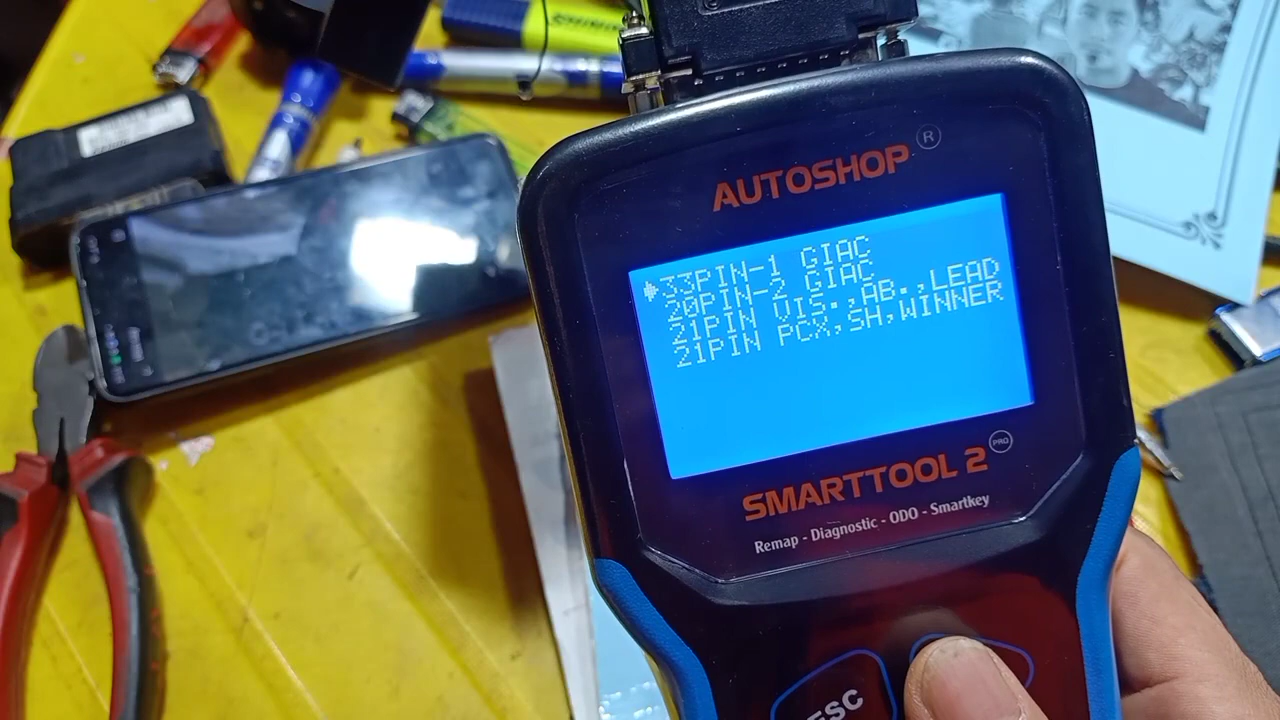 AUTOSHOP ®
33PIN-1 GIAC
20PIN-2 GIAC
21PIN VIS.,AB.,LEAD
21PIN PCX,SH,WINNER
SMARTTOOL 2 PRO
Remap - Diagnostic - ODO - Smartkey
ESC